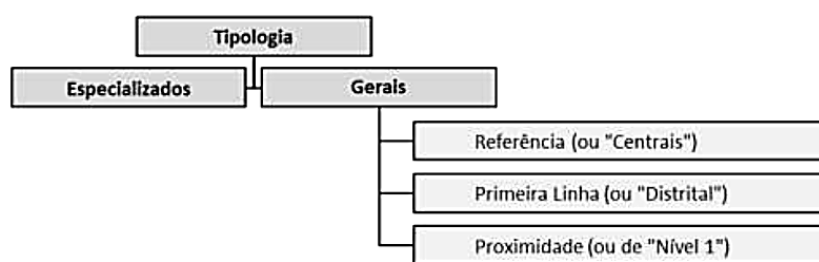 Tipologia
Especializados
Gerais
Referência (ou "Centrais")
Primeira Linha (ou "Distrital")
Proximidade (ou de "Nível 1")